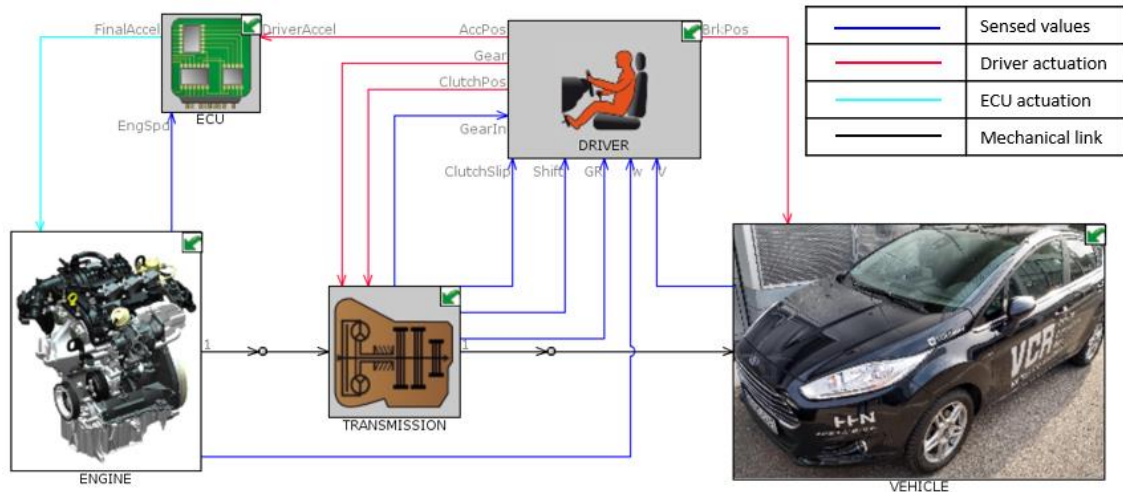 FinalAccel
DriverAccel
AccPos
BrkPos
Gear
ClutchPos
EngSpd
ECU
GearIn
DRIVER
ClutchSlip
Shift
GR
w
V
Sensed values
Driver actuation
ECU actuation
Mechanical link
1
1
ENGINE
TRANSMISSION
VCR
HHN
VEHICLE